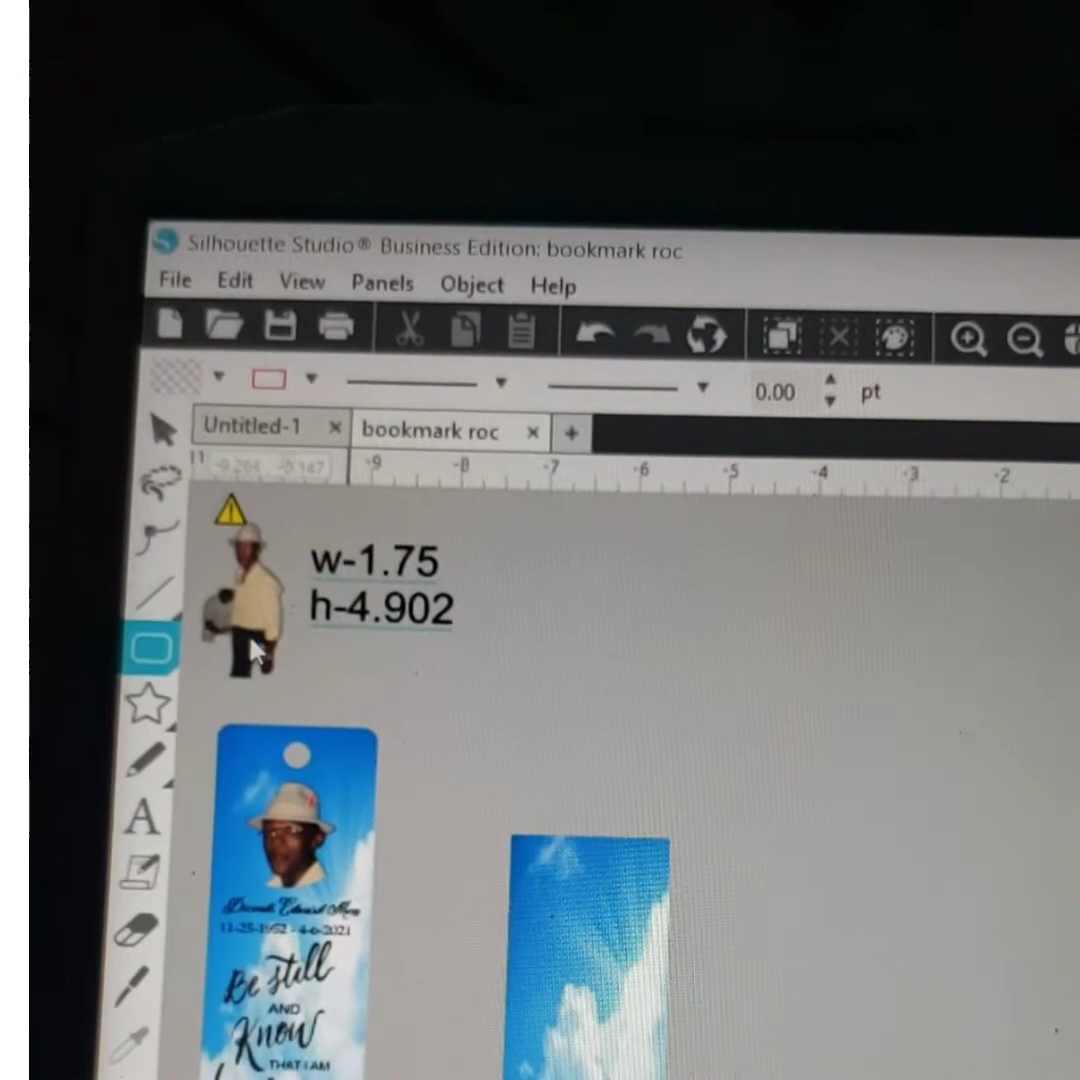 Silhouette Studio® Business Edition: bookmark roc
File Edit View Panels Object Help
0.00 pt
Untitled-1 bookmark roc
-9 -8 -7 -6 -5 -4 -3 -2
w-1.75
h-4.902
A
Be still
AND
Know
THAT I AM